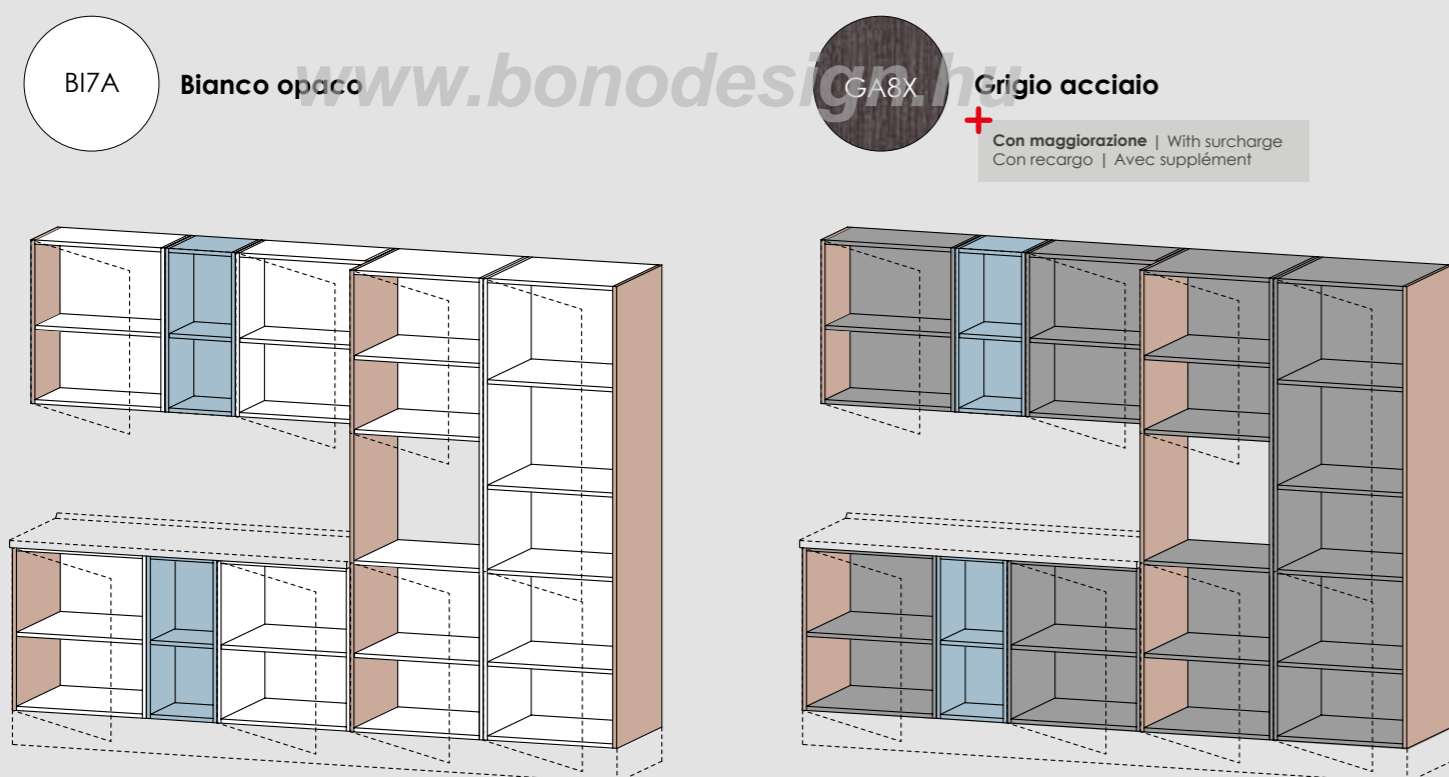 BI7A
Bianco opaco
www.bonodesign.hu
GA8X
Grigio acciaio
+
Con maggiorazione | With surcharge
Con recargo | Avec supplément